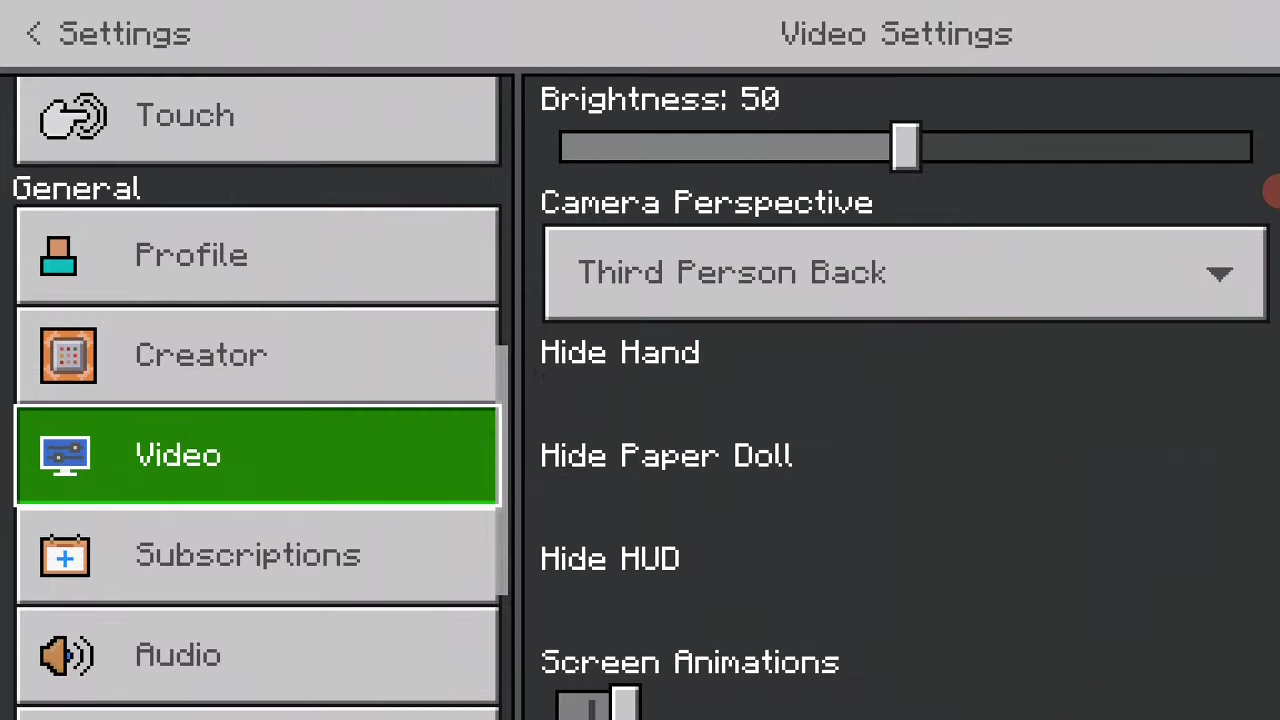 Settings
Video Settings
Touch
General
Profile
Creator
Video
Subscriptions
Audio
Brightness: 50
Camera Perspective
Third Person Back
Hide Hand
Hide Paper Doll
Hide HUD
Screen Animations